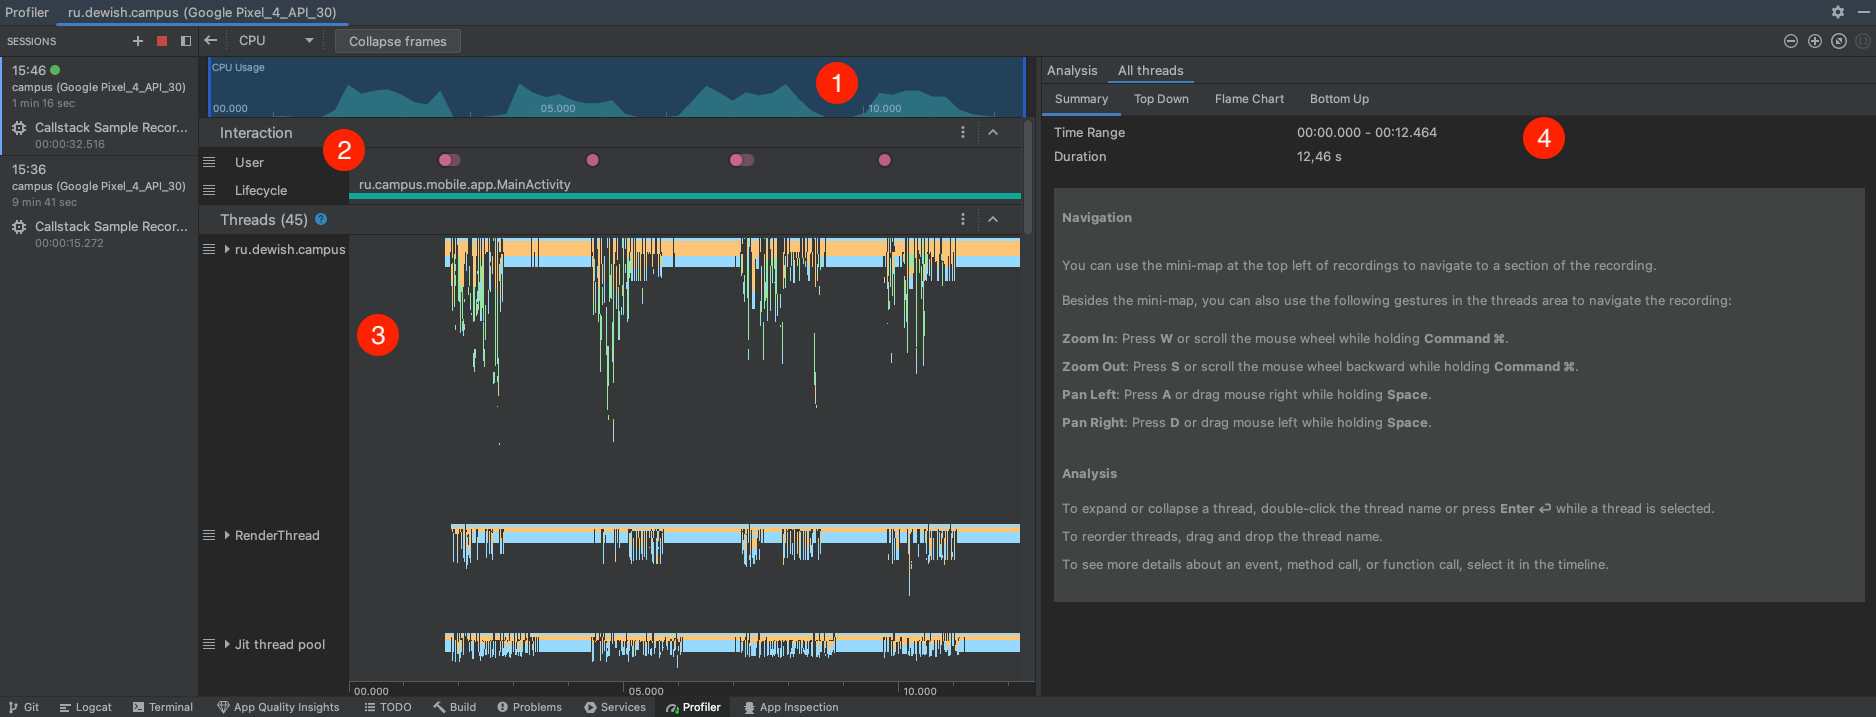 Profiler ru.dewish.campus (Google Pixel_4_API_30)
SESSIONS CPU Collapse frames
15:46
campus (Google Pixel_4_API_30)
1 min 16 sec
Callstack Sample Recor...
00:00:32.516
15:36
campus (Google Pixel_4_API_30)
9 min 41 sec
Callstack Sample Recor...
00:00:15.272
CPU Usage
00.000 05.000 10.000
1
Interaction
2
User
Lifecycle ru.campus.mobile.app.MainActivity
Threads (45) ?
ru.dewish.campus
3
RenderThread
Jit thread pool
00.000 05.000 10.000
Analysis All threads
Summary Top Down Flame Chart Bottom Up
Time Range 00:00.000 - 00:12.464
4
Duration 12,46 s
Navigation
You can use the mini-map at the top left of recordings to navigate to a section of the recording.
Besides the mini-map, you can also use the following gestures in the threads area to navigate the recording:
Zoom In: Press W or scroll the mouse wheel while holding Command ⌘.
Zoom Out: Press S or scroll the mouse wheel backward while holding Command ⌘.
Pan Left: Press A or drag mouse right while holding Space.
Pan Right: Press D or drag mouse left while holding Space.
Analysis
To expand or collapse a thread, double-click the thread name or press Enter ⏎ while a thread is selected.
To reorder threads, drag and drop the thread name.
To see more details about an event, method call, or function call, select it in the timeline.
Git Logcat Terminal App Quality Insights TODO Build Problems Services Profiler App Inspection